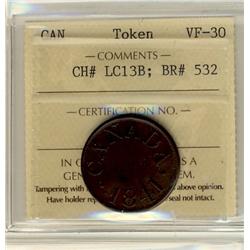 CAN Token VF-30
COMMENTS
CH# LC13B; BR# 532
CERTIFICATION NO.
CANADA
1841
IN
GEN
EM.
Tampering with
above opinion.
Have holder
seal not intact.